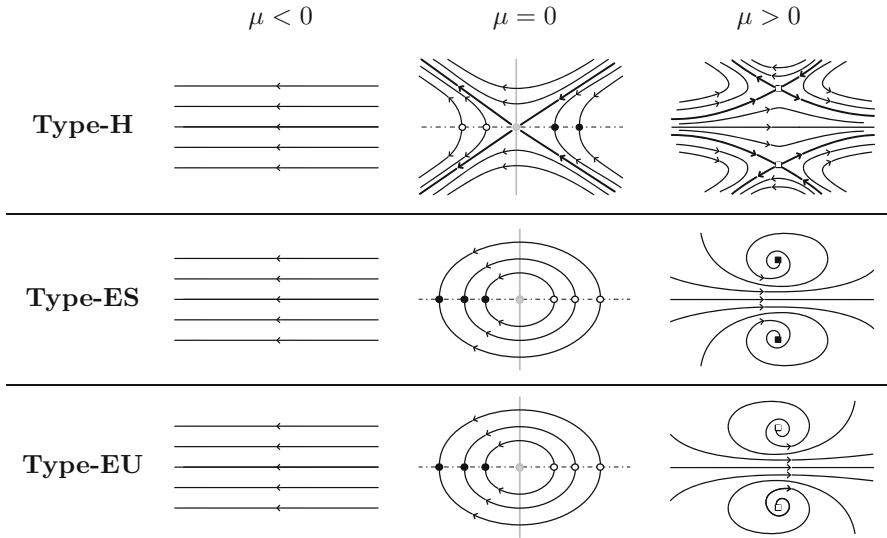 μ < 0 μ = 0 μ > 0
Type-H
Type-ES
Type-EU